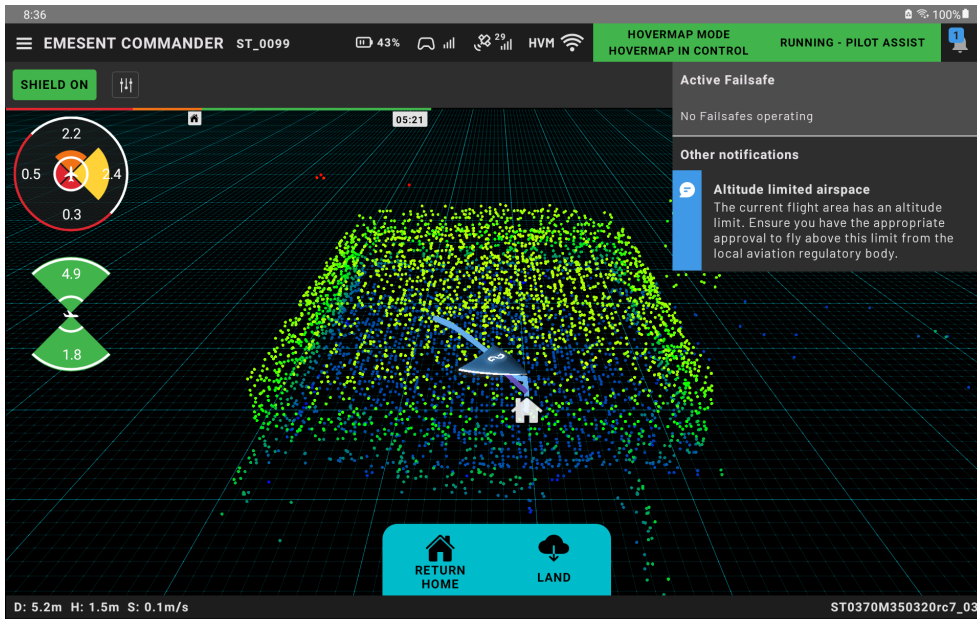 8:36
100%
EMESENT COMMANDER ST_0099
43%
29
HVM
HOVERMAP MODE
HOVERMAP IN CONTROL
RUNNING - PILOT ASSIST
1
SHIELD ON
Active Failsafe
No Failsafes operating
Other notifications
Altitude limited airspace
The current flight area has an altitude
limit. Ensure you have the appropriate
approval to fly above this limit from the
local aviation regulatory body.
05:21
2.2
0.5
2.4
0.3
4.9
1.8
RETURN
HOME
LAND
D: 5.2m H: 1.5m S: 0.1m/s
ST0370M350320rc7_03